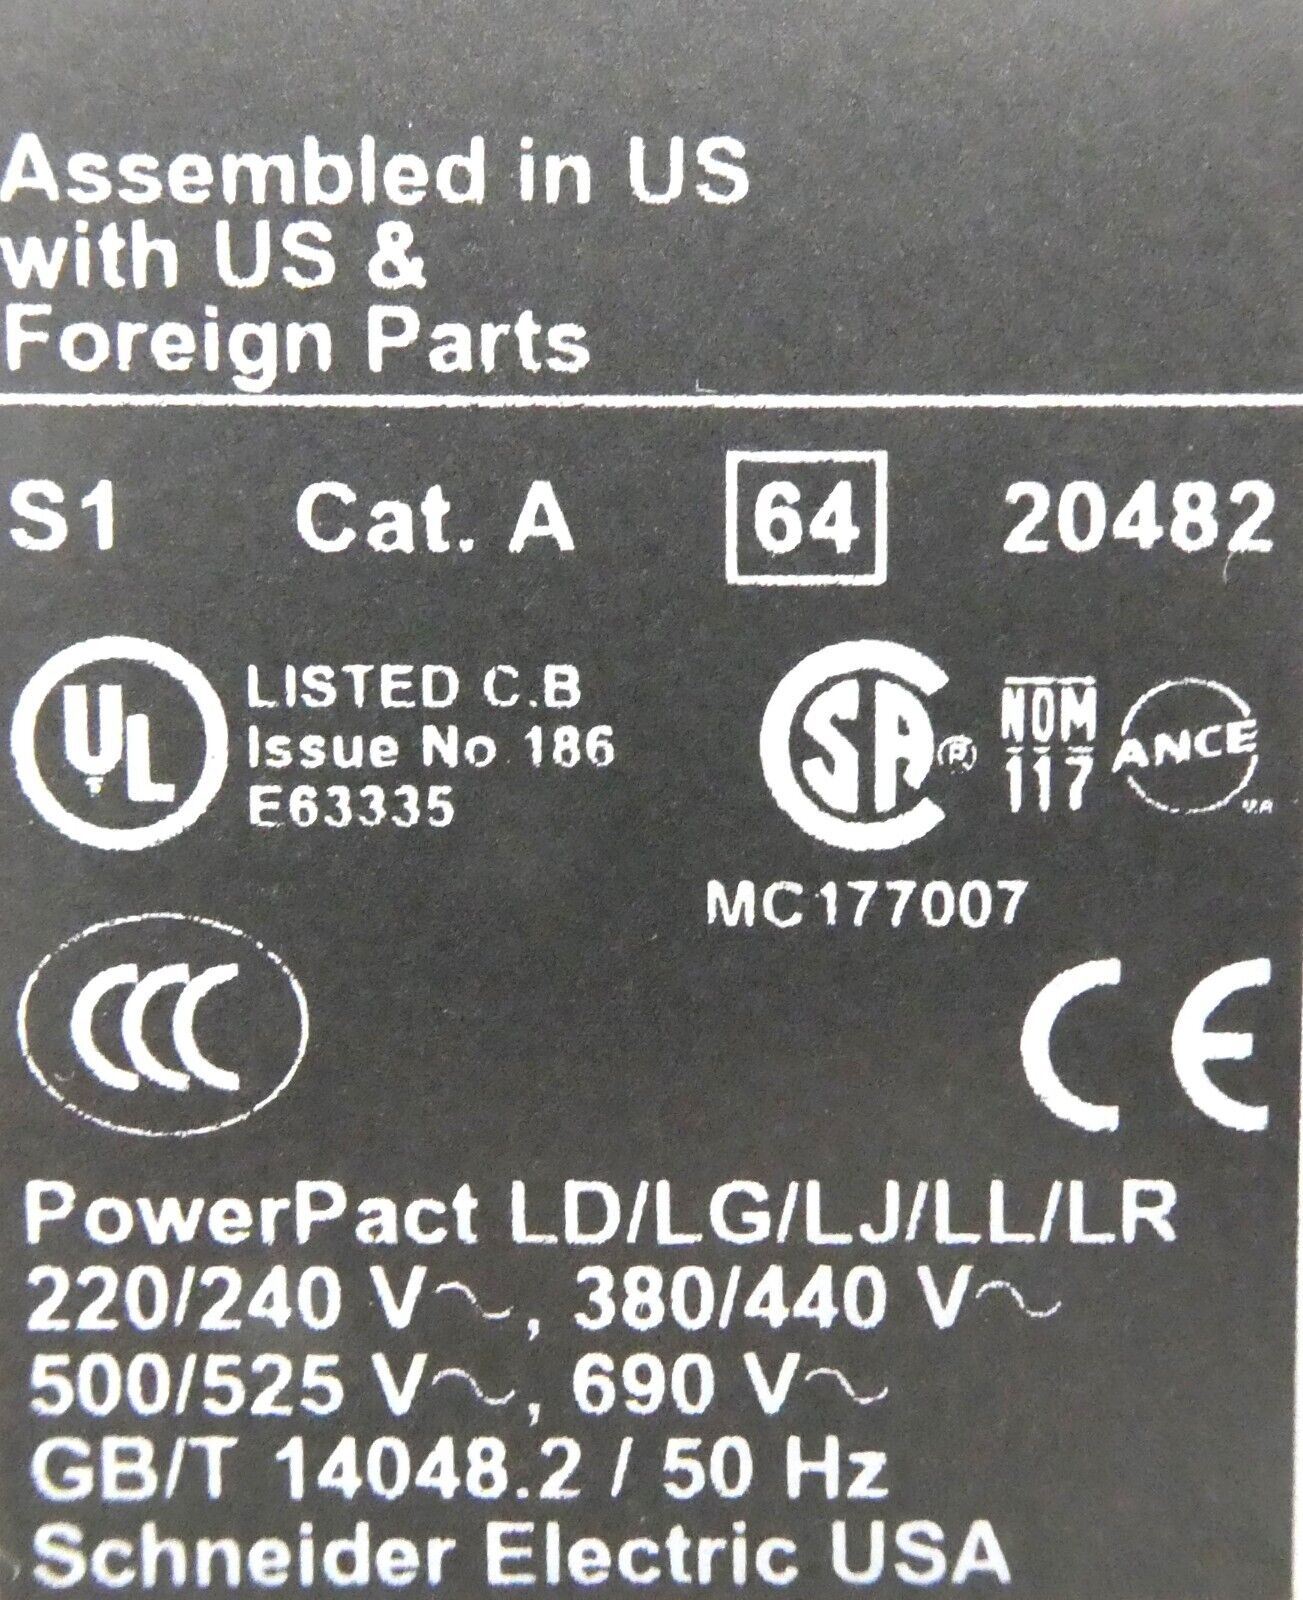 Assembled in US
with US &
Foreign Parts
S1 Cat. A 64 20482
UL LISTED C.B
Issue No 186
E63335
CSA ® NOM
117 ANCE
MC177007
CCC CE
PowerPact LD/LG/LJ/LL/LR
220/240 V~, 380/440 V~
500/525 V~, 690 V~
GB/T 14048.2 / 50 Hz
Schneider Electric USA